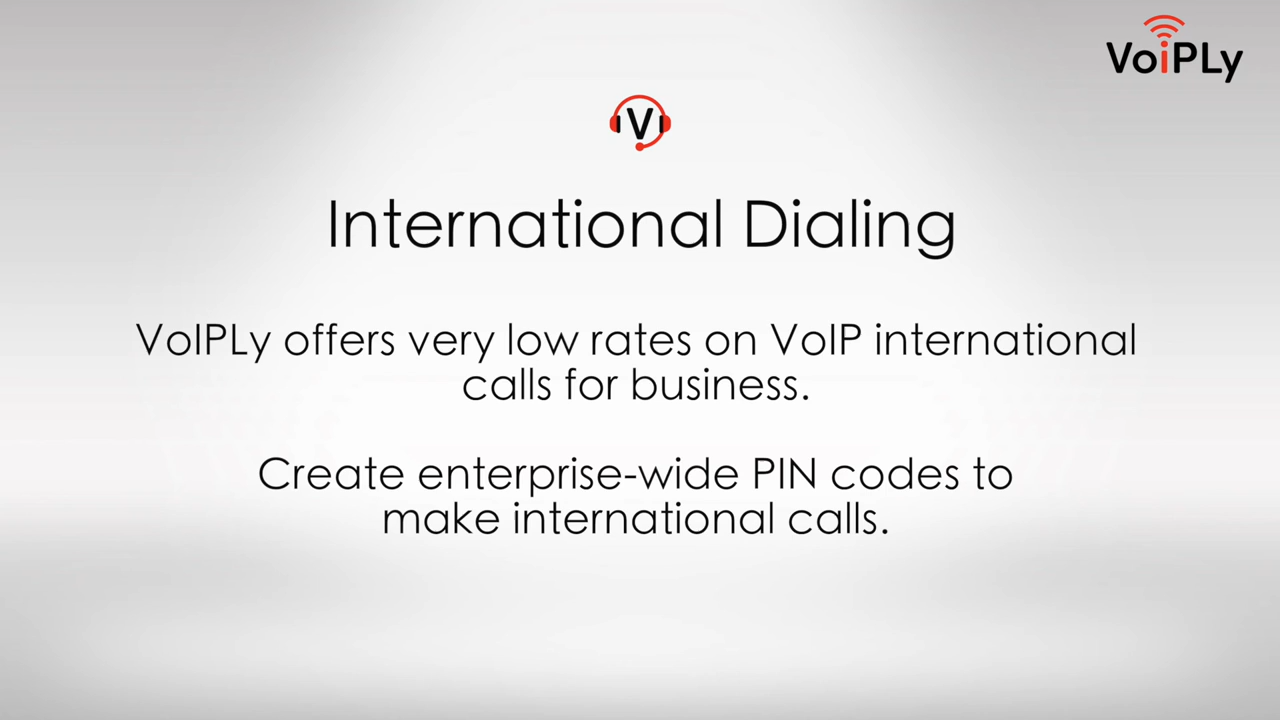 VoiPLy
V
International Dialing
VoIPLy offers very low rates on VoIP international
calls for business.
Create enterprise-wide PIN codes to
make international calls.